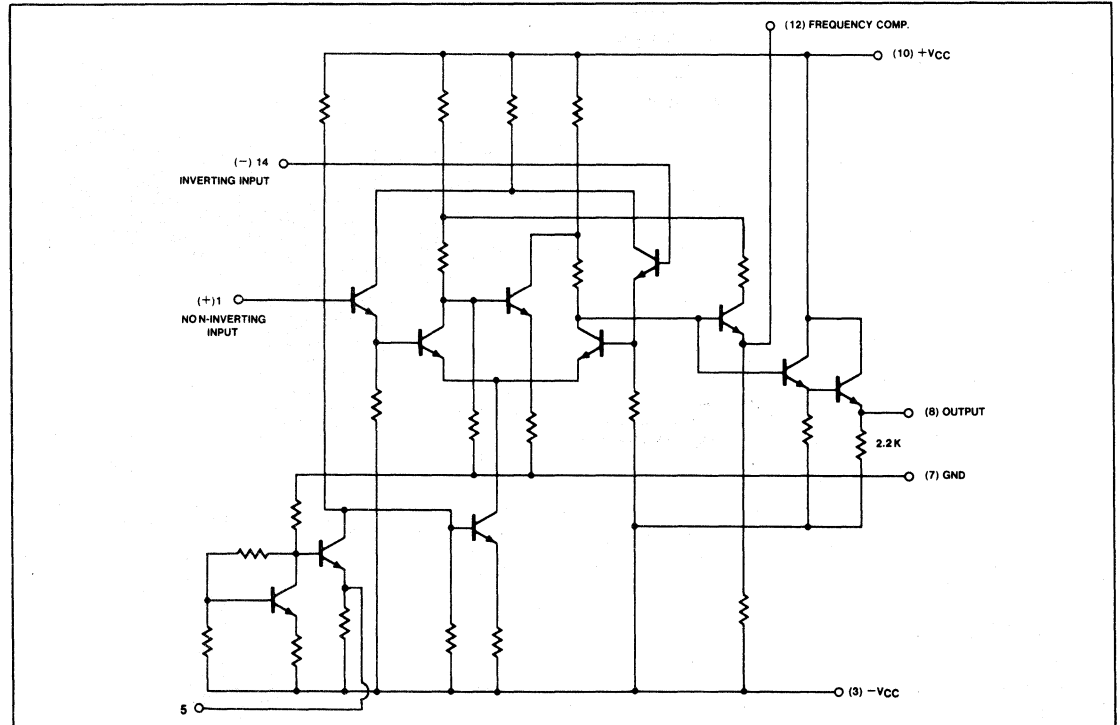 (12) FREQUENCY COMP.
(10) +VCC
(−) 14
INVERTING INPUT
(+)1
NON-INVERTING
INPUT
(8) OUTPUT
2.2K
(7) GND
(3) −VCC
5